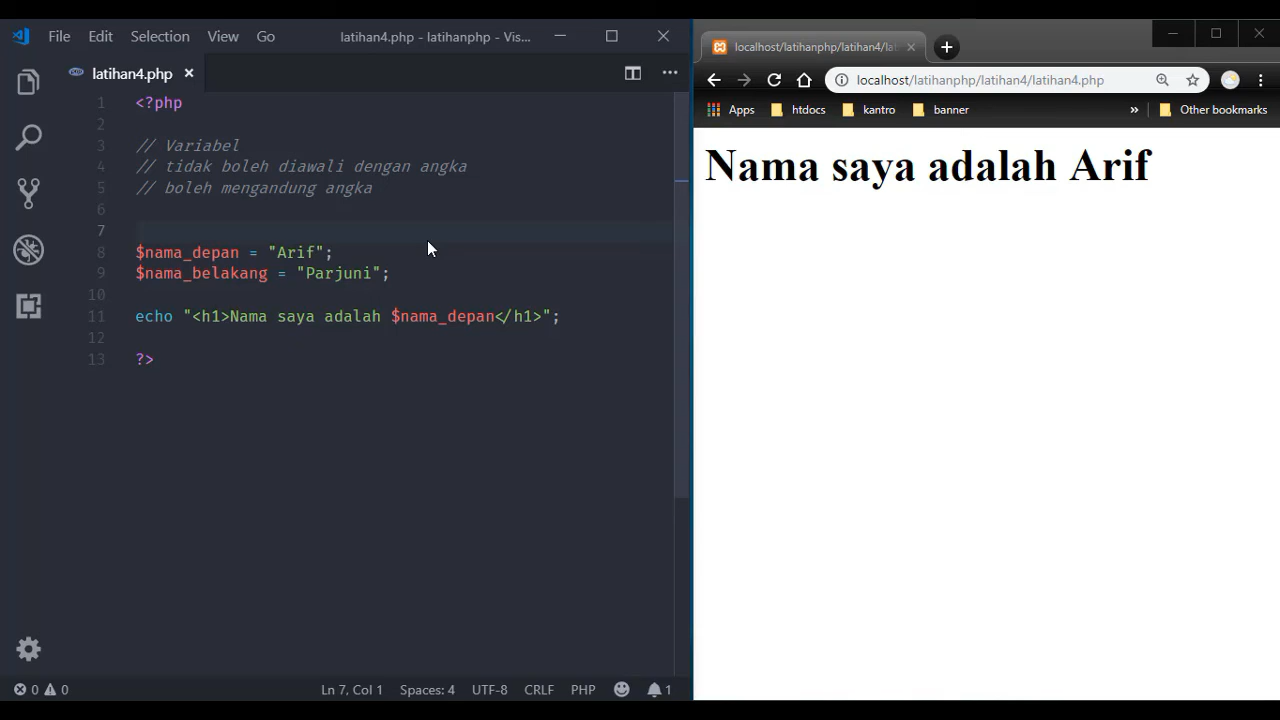 File Edit Selection View Go latihan4.php - latihanphp - Vis...
latihan4.php
1 <?php
2
3 // Variabel
4 // tidak boleh diawali dengan angka
5 // boleh mengandung angka
6
7
8 $nama_depan = "Arif";
9 $nama_belakang = "Parjuni";
10
11 echo "<h1>Nama saya adalah $nama_depan</h1>";
12
13 ?>
0 0 Ln 7, Col 1 Spaces: 4 UTF-8 CRLF PHP 1
localhost/latihanphp/latihan4/la
localhost/latihanphp/latihan4/latihan4.php
Apps htdocs kantro banner » Other bookmarks
Nama saya adalah Arif